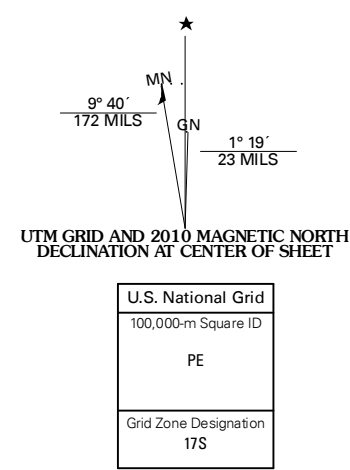 ★
MN
9° 40´
172 MILS
GN
1° 19´
23 MILS
UTM GRID AND 2010 MAGNETIC NORTH
DECLINATION AT CENTER OF SHEET
U.S. National Grid
100,000-m Square ID
PE
Grid Zone Designation
17S